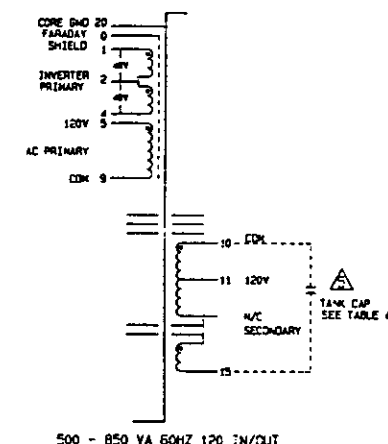 CORE GND 20
FARADAY 0
SHIELD
1
48V
INVERTER
PRIMARY 2
48V
4
120V 5
AC PRIMARY
COM 9
10 COM
11 120V
N/C
SECONDARY
15
5
TANK CAP
SEE TABLE
500 - 850 VA 60HZ 120 IN/OUT